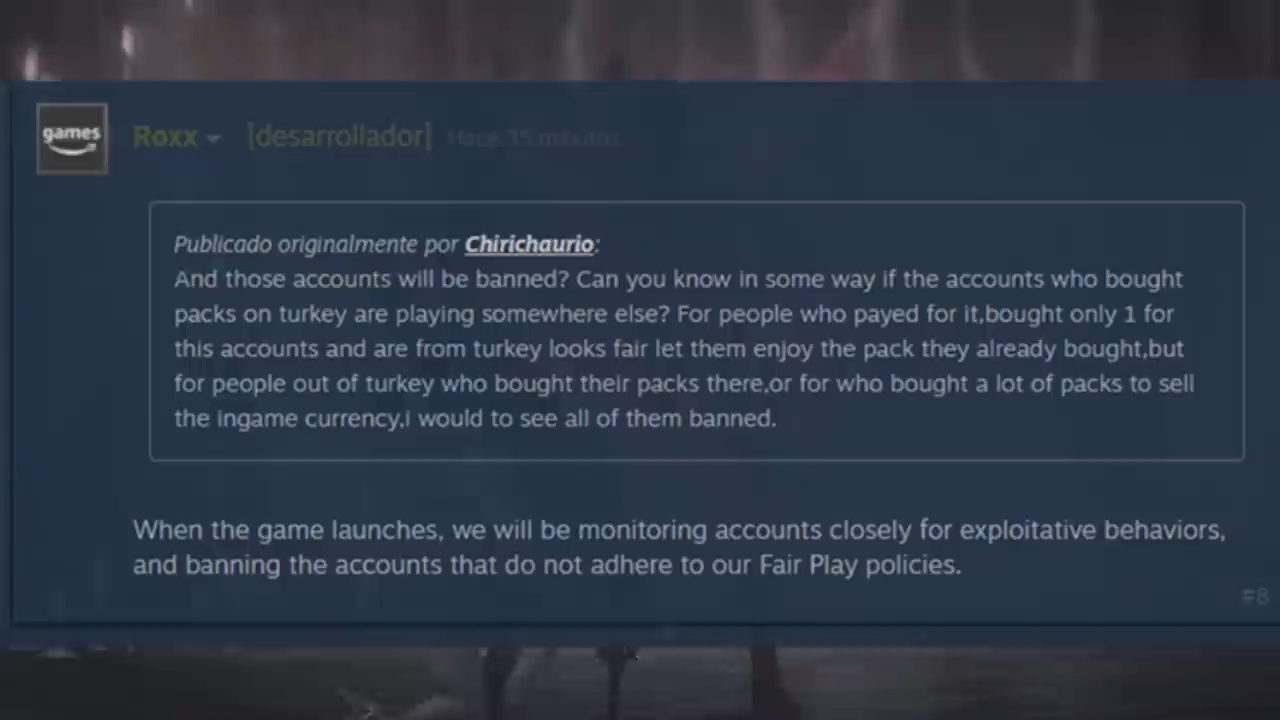 games
Roxx [desarrollador] Hace 35 minutos
Publicado originalmente por Chirichaurio:
And those accounts will be banned? Can you know in some way if the accounts who bought
packs on turkey are playing somewhere else? For people who payed for it,bought only 1 for
this accounts and are from turkey looks fair let them enjoy the pack they already bought,but
for people out of turkey who bought their packs there,or for who bought a lot of packs to sell
the ingame currency,i would to see all of them banned.
When the game launches, we will be monitoring accounts closely for exploitative behaviors,
and banning the accounts that do not adhere to our Fair Play policies.
#8